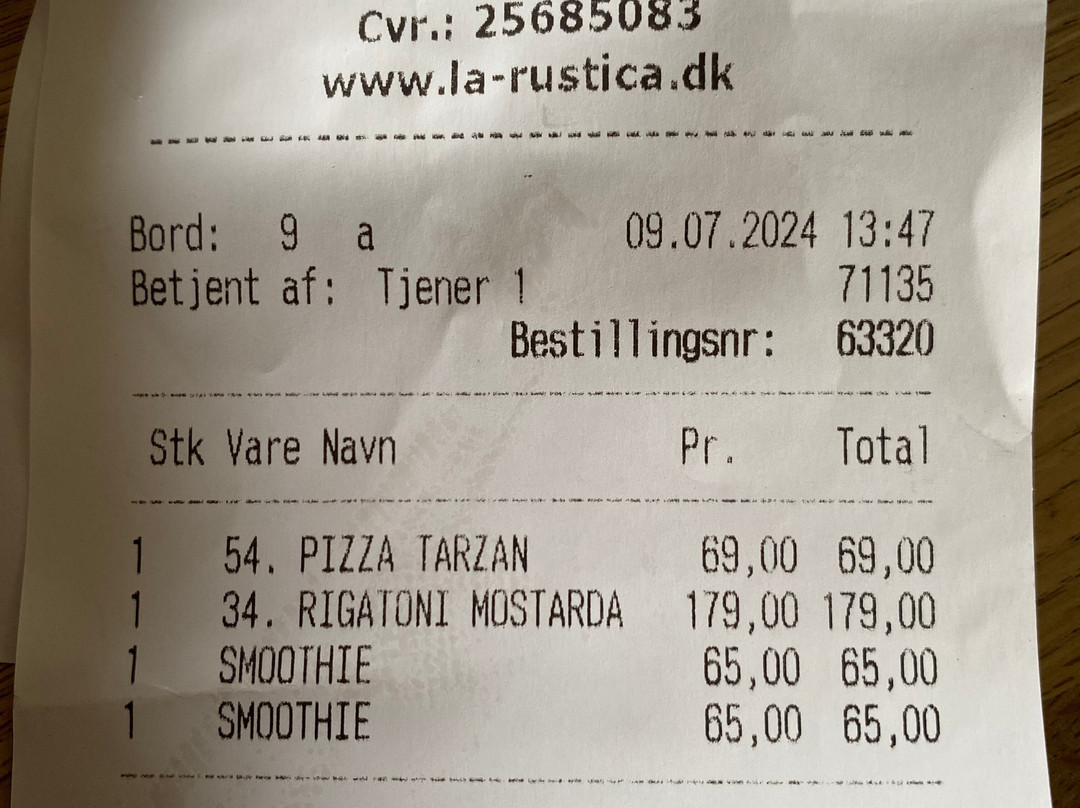 Cvr.: 25685083
www.la-rustica.dk
Bord: 9 a 09.07.2024 13:47
Betjent af: Tjener 1 71135
Bestillingsnr: 63320
Stk Vare Navn Pr. Total
1 54. PIZZA TARZAN 69,00 69,00
1 34. RIGATONI MOSTARDA 179,00 179,00
1 SMOOTHIE 65,00 65,00
1 SMOOTHIE 65,00 65,00